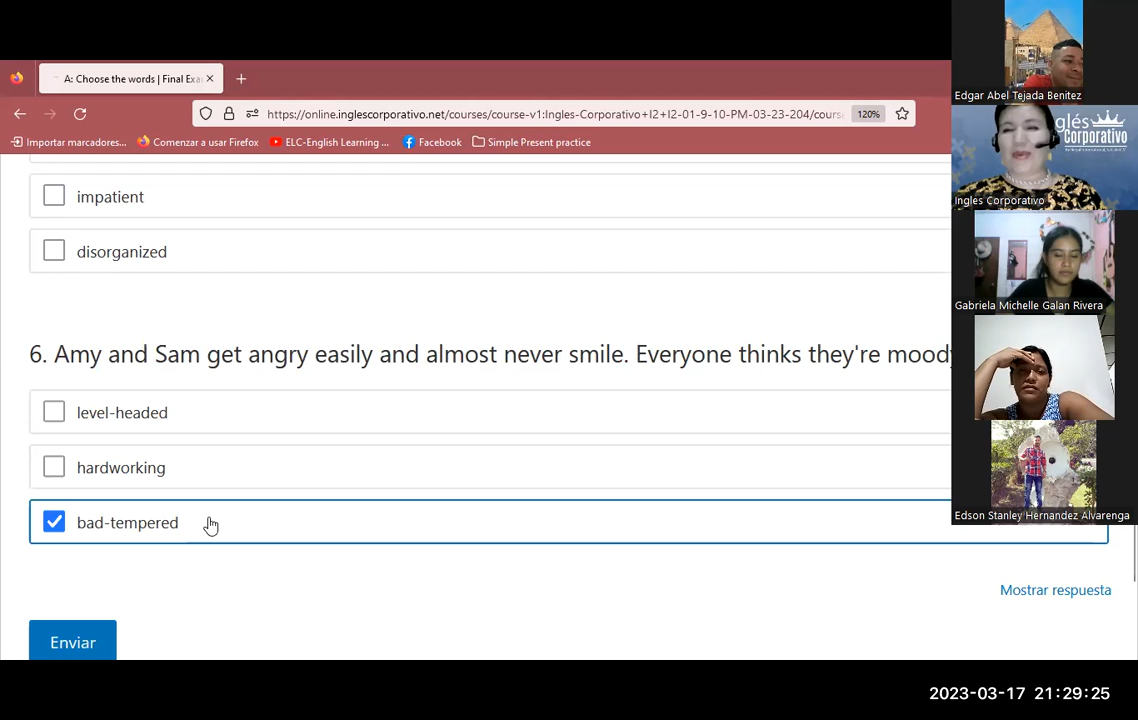 A: Choose the words | Final Exa
https://online.inglescorporativo.net/courses/course-v1:Ingles-Corporativo+I2+I2-01-9-10-PM-03-23-204/cours
120%
Importar marcadores...
Comenzar a usar Firefox
ELC-English Learning ...
Facebook
Simple Present practice
impatient
disorganized
6. Amy and Sam get angry easily and almost never smile. Everyone thinks they're moody
level-headed
hardworking
bad-tempered
Mostrar respuesta
Enviar
Edgar Abel Tejada Benitez
glés
Corporativo
Ingles Corporativo
Gabriela Michelle Galan Rivera
Edson Stanley Hernandez Alvarenga
2023-03-17 21:29:25